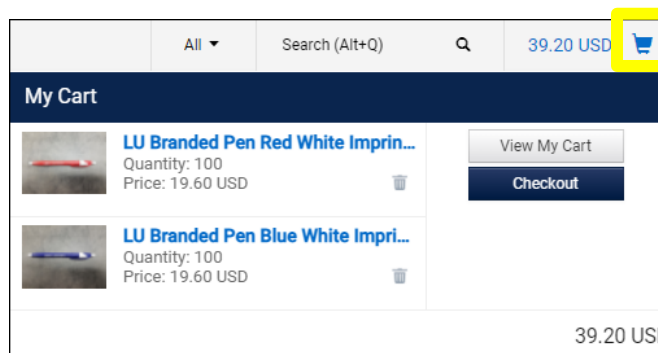 All Search (Alt+Q) 39.20 USD
My Cart
LU Branded Pen Red White Imprin...
Quantity: 100
Price: 19.60 USD
View My Cart
Checkout
LU Branded Pen Blue White Impri...
Quantity: 100
Price: 19.60 USD
39.20 US